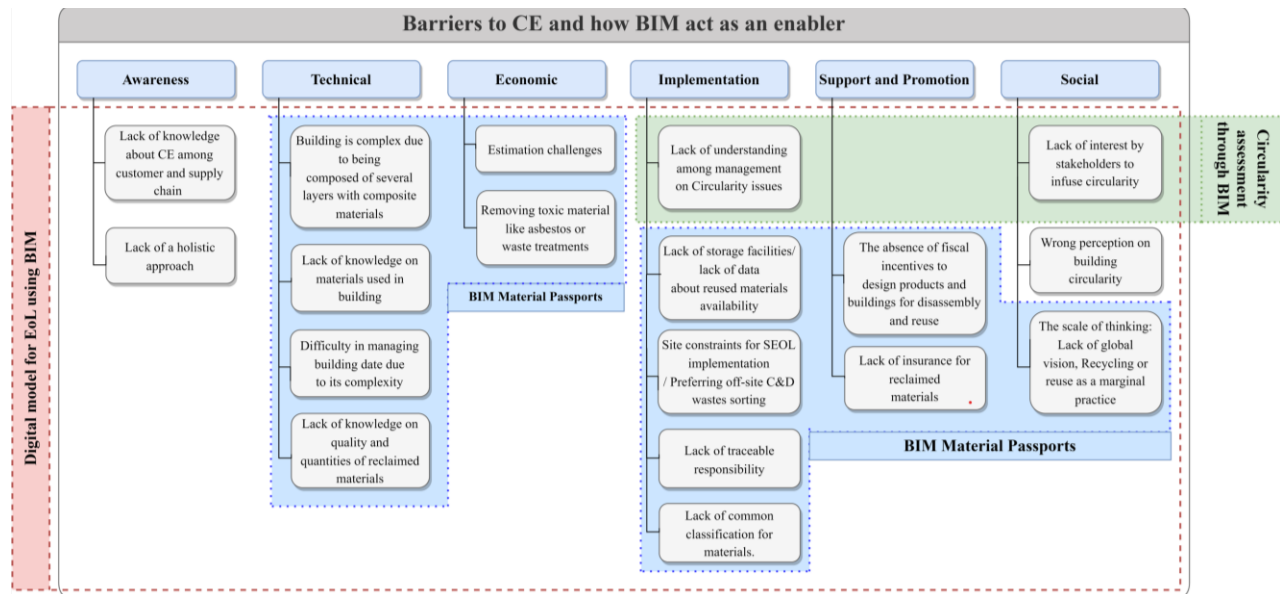 Barriers to CE and how BIM act as an enabler
Awareness
Technical
Economic
Implementation
Support and Promotion
Social
Digital model for EoL using BIM
Lack of knowledge
about CE among
customer and supply
chain
Lack of a holistic
approach
Building is complex due
to being
composed of several
layers with composite
materials
Lack of knowledge on
materials used in
building
Difficulty in managing
building date due
to its complexity
Lack of knowledge on
quality and
quantities of reclaimed
materials
Estimation challenges
Removing toxic material
like asbestos or
waste treatments
BIM Material Passports
Lack of understanding
among management
on Circularity issues
Lack of storage facilities/
lack of data
about reused materials
availability
Site constraints for SEOL
implementation
/ Preferring off-site C&D
wastes sorting
Lack of traceable
responsibility
Lack of common
classification for
materials.
The absence of fiscal
incentives to
design products and
buildings for disassembly
and reuse
Lack of insurance for
reclaimed
materials
Lack of interest by
stakeholders to
infuse circularity
Wrong perception on
building
circularity
The scale of thinking:
Lack of global
vision, Recycling or
reuse as a marginal
practice
BIM Material Passports
Circularity
assessment
through BIM